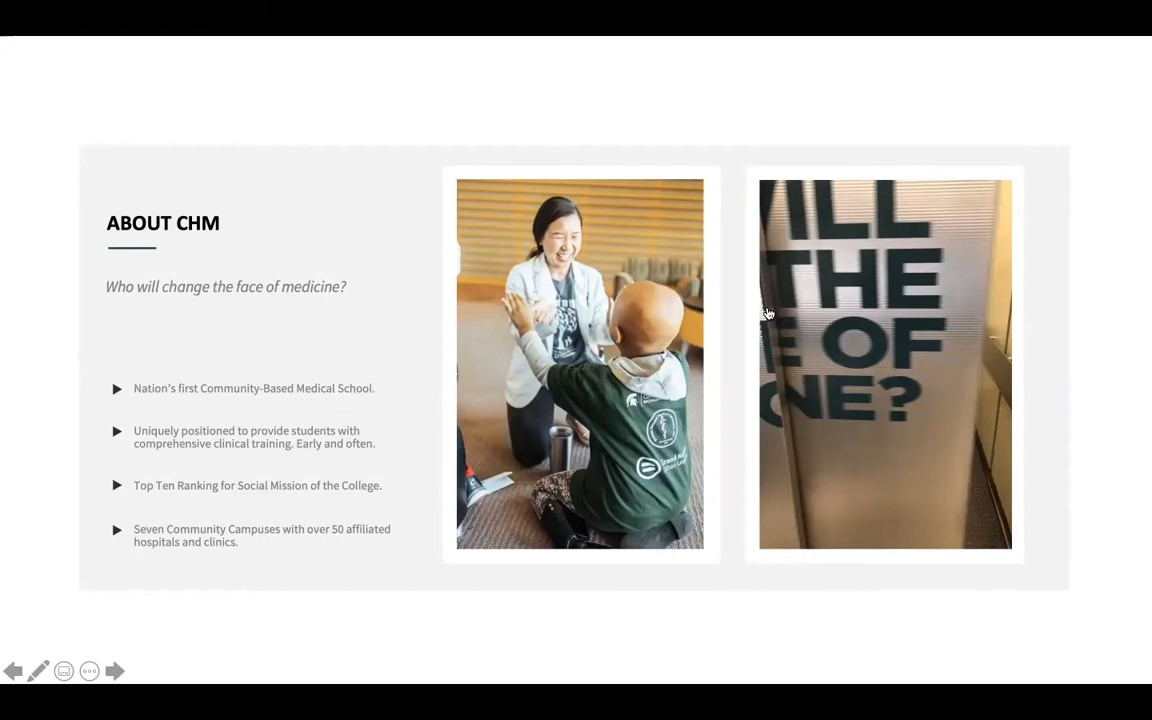 ABOUT CHM
Who will change the face of medicine?
Nation's first Community-Based Medical School.
Uniquely positioned to provide students with
comprehensive clinical training. Early and often.
Top Ten Ranking for Social Mission of the College.
Seven Community Campuses with over 50 affiliated
hospitals and clinics.
ILL
THE
E OF
NE?